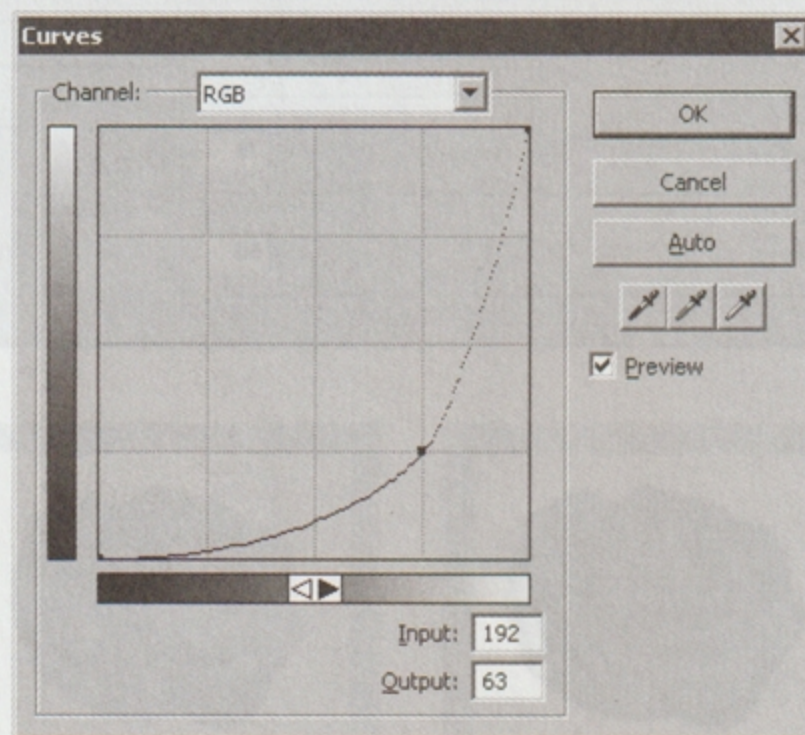 Curves
Channel: RGB
OK
Cancel
Auto
Preview
Input: 192
Output: 63